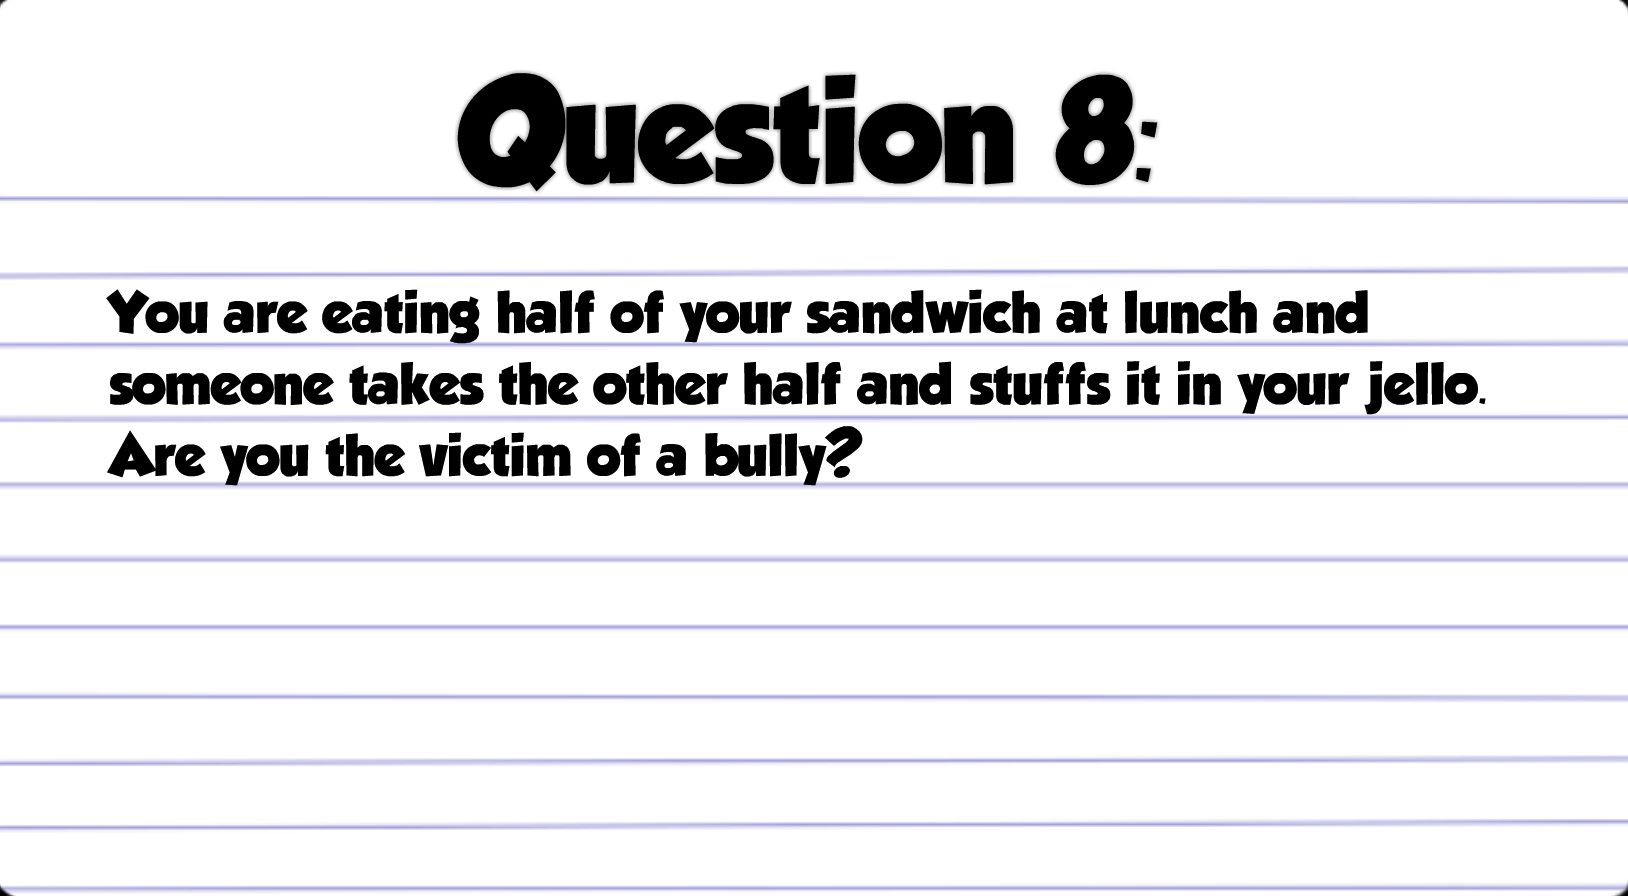 Question 8:
You are eating half of your sandwich at lunch and
someone takes the other half and stuffs it in your jello.
Are you the victim of a bully?